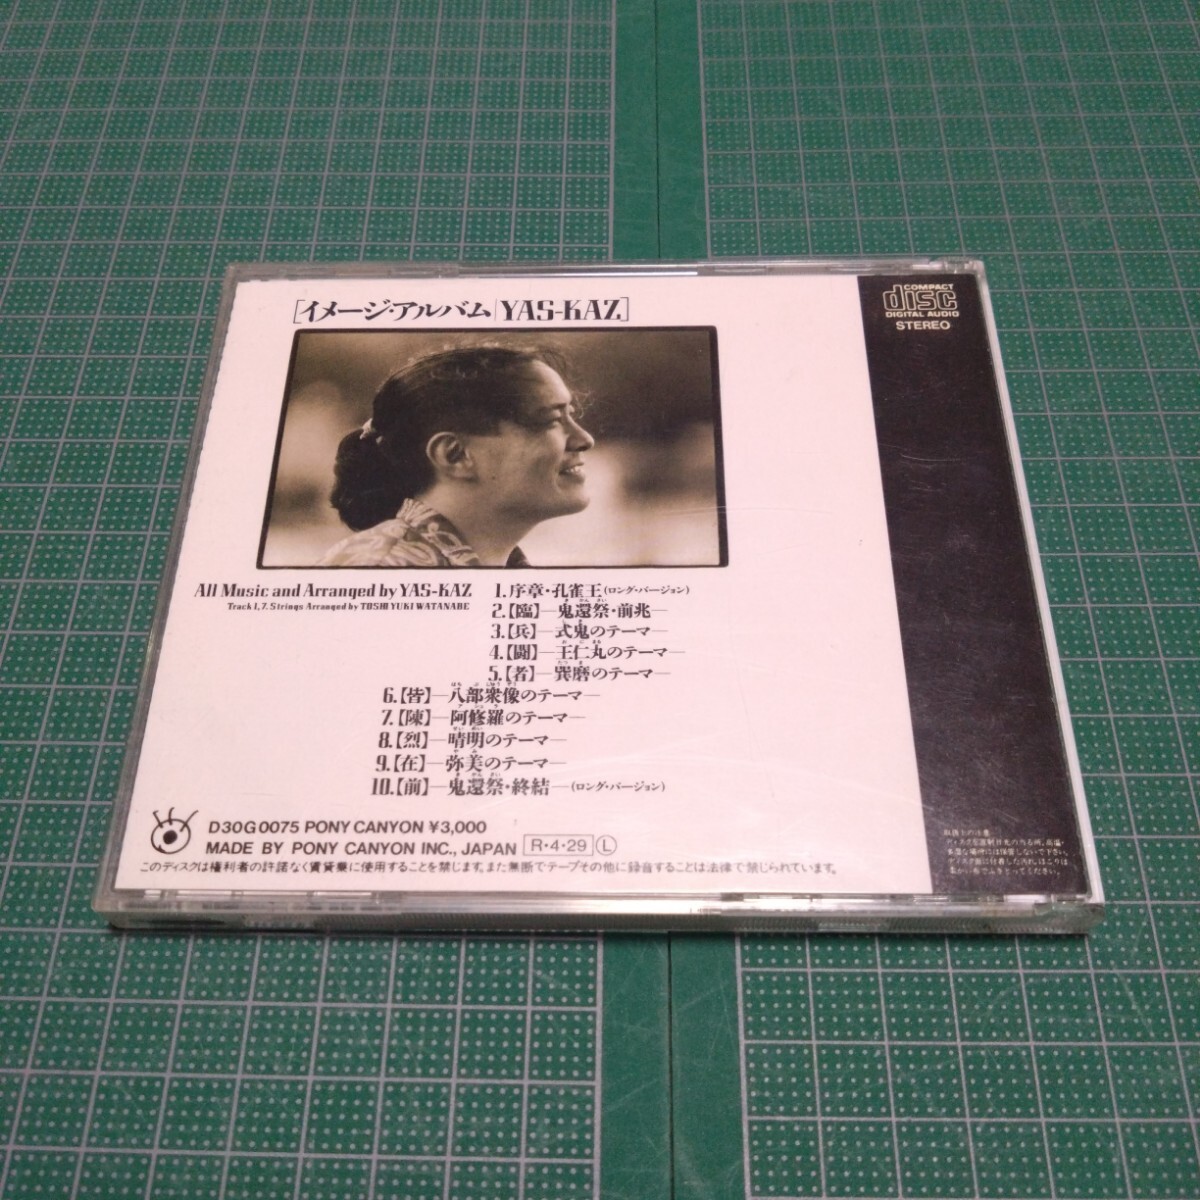 [イメージ・アルバム|YAS-KAZ]
COMPACT
disc
DIGITAL AUDIO
STEREO
All Music and Arranged by YAS-KAZ
Track 1, 7. Strings Arranged by TOSHIYUKI WATANABE
1.序章・孔雀王(ロング・バージョン)
2.【臨】―鬼還祭・前兆―
3.【兵】―式鬼のテーマ―
4.【闘】―王仁丸のテーマ―
5.【者】―巽磨のテーマ―
6.【皆】―八部衆像のテーマ―
7.【陳】―阿修羅のテーマ―
8.【烈】―晴明のテーマ―
9.【在】―弥美のテーマ―
10.【前】―鬼還祭・終結―(ロング・バージョン)
D30G0075 PONY CANYON ¥3,000
MADE BY PONY CANYON INC., JAPAN R・4・29 L
このディスクは権利者の許諾なく賃貸業に使用することを禁じます。また無断でテープその他に録音することは法律で禁じられています。